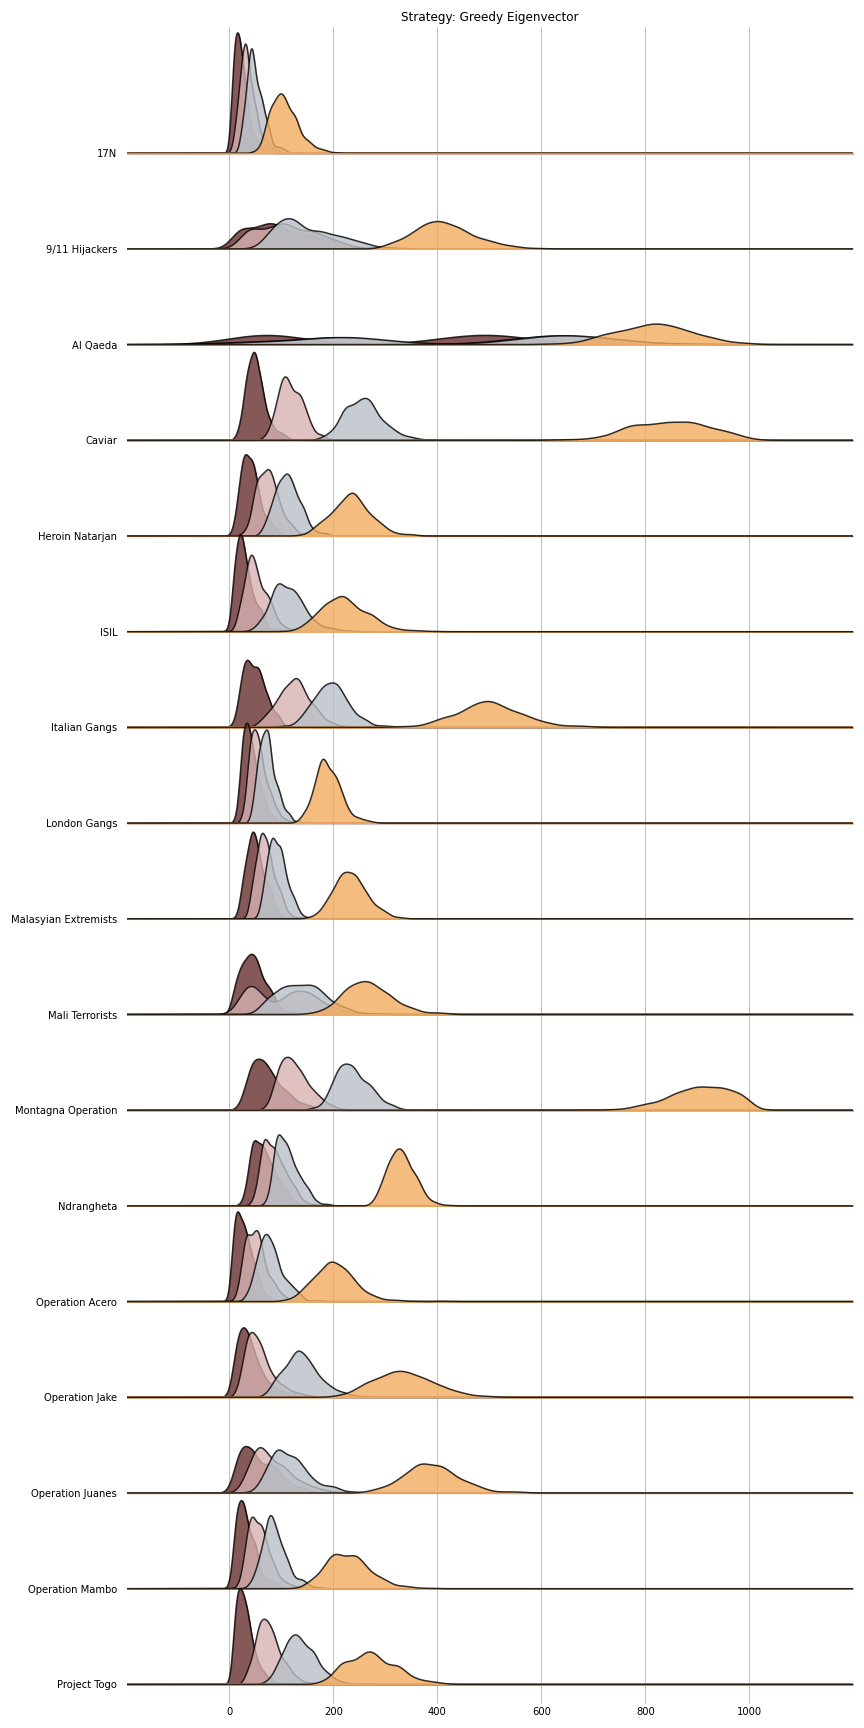 Strategy: Greedy Eigenvector
17N
9/11 Hijackers
Al Qaeda
Caviar
Heroin Natarjan
ISIL
Italian Gangs
London Gangs
Malasyian Extremists
Mali Terrorists
Montagna Operation
Ndrangheta
Operation Acero
Operation Jake
Operation Juanes
Operation Mambo
Project Togo
0 200 400 600 800 1000